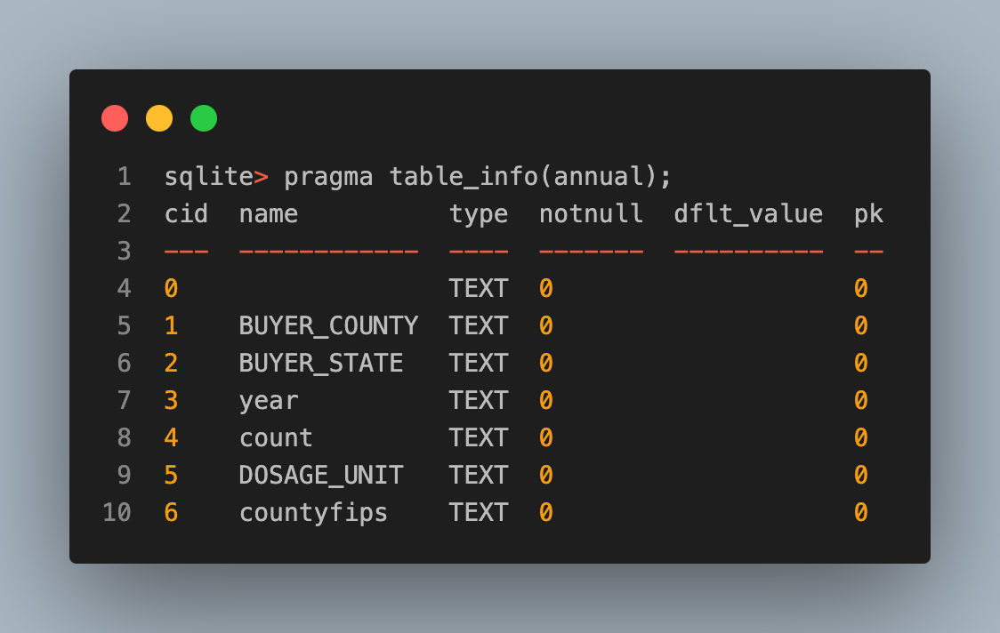 1 sqlite> pragma table_info(annual);
2 cid name type notnull dflt_value pk
3 --- ------------ ---- ------- ---------- --
4 0 TEXT 0 0
5 1 BUYER_COUNTY TEXT 0 0
6 2 BUYER_STATE TEXT 0 0
7 3 year TEXT 0 0
8 4 count TEXT 0 0
9 5 DOSAGE_UNIT TEXT 0 0
10 6 countyfips TEXT 0 0